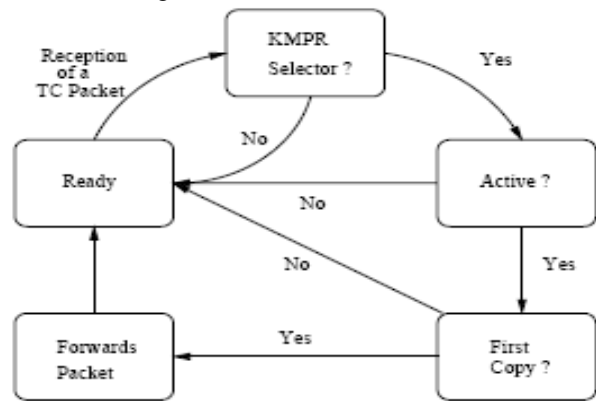 Reception
of a
TC Packet
KMPR
Selector ?
Yes
No
Ready
Active ?
No
Yes
No
Forwards
Packet
Yes
First
Copy ?